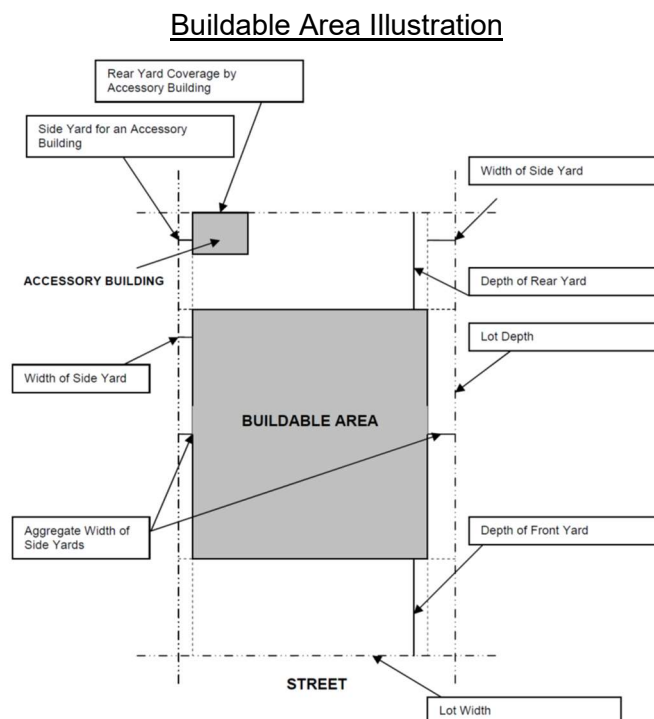 Buildable Area Illustration
Rear Yard Coverage by
Accessory Building
Side Yard for an Accessory
Building
Width of Side Yard
ACCESSORY BUILDING
Depth of Rear Yard
Lot Depth
Width of Side Yard
BUILDABLE AREA
Aggregate Width of
Side Yards
Depth of Front Yard
STREET
Lot Width